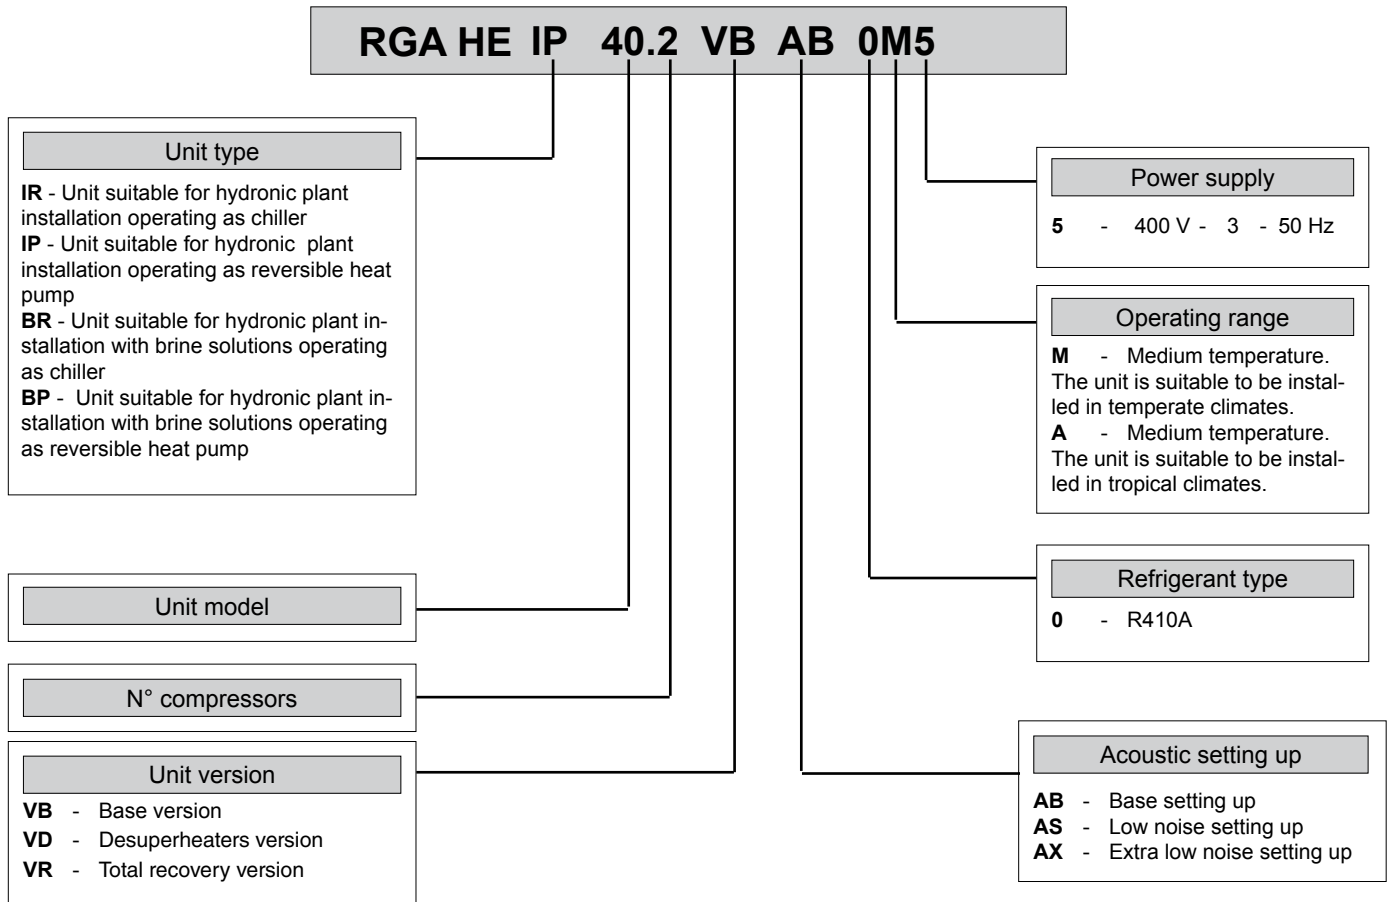 RGA HE IP 40.2 VB AB 0M5
Unit type
IR - Unit suitable for hydronic plant
installation operating as chiller
IP - Unit suitable for hydronic plant
installation operating as reversible heat
pump
BR - Unit suitable for hydronic plant in-
stallation with brine solutions operating
as chiller
BP - Unit suitable for hydronic plant in-
stallation with brine solutions operating
as reversible heat pump
Unit model
N° compressors
Unit version
VB - Base version
VD - Desuperheaters version
VR - Total recovery version
Power supply
5 - 400 V - 3 - 50 Hz
Operating range
M - Medium temperature.
The unit is suitable to be instal-
led in temperate climates.
A - Medium temperature.
The unit is suitable to be instal-
led in tropical climates.
Refrigerant type
0 - R410A
Acoustic setting up
AB - Base setting up
AS - Low noise setting up
AX - Extra low noise setting up